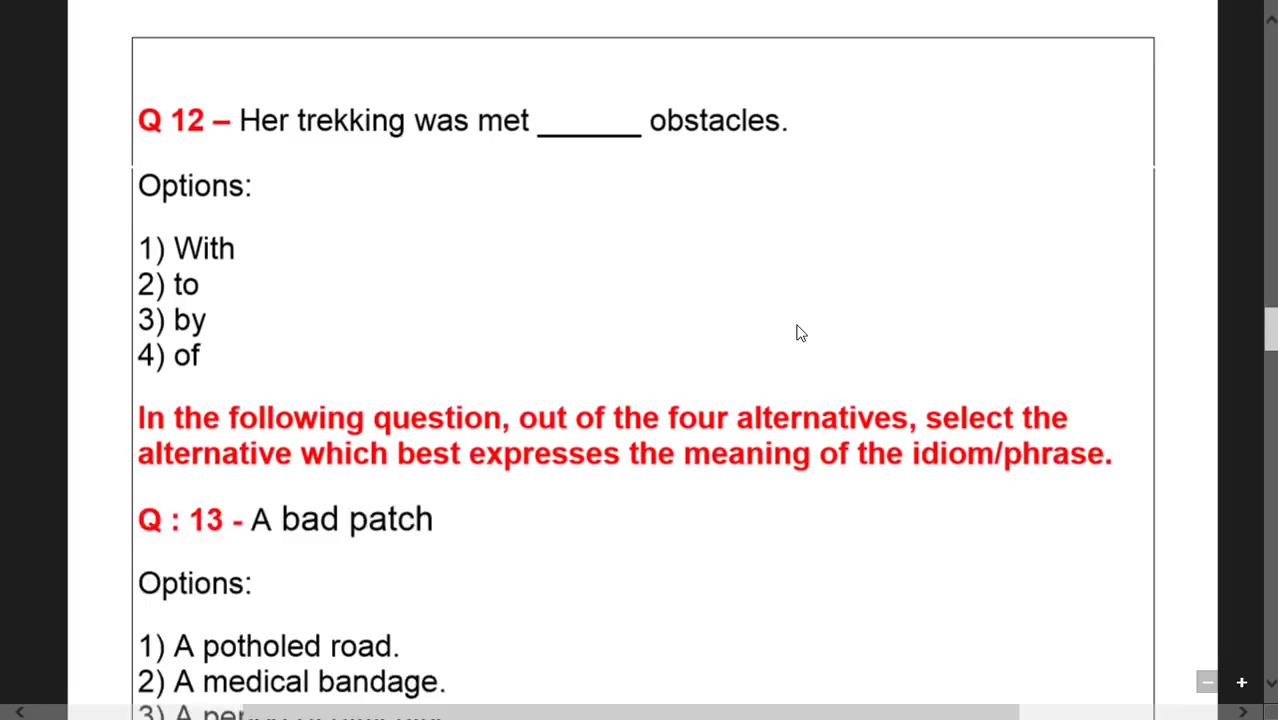 Q 12 – Her trekking was met ______ obstacles.
Options:
1) With
2) to
3) by
4) of
In the following question, out of the four alternatives, select the
alternative which best expresses the meaning of the idiom/phrase.
Q : 13 - A bad patch
Options:
1) A potholed road.
2) A medical bandage.
3) A